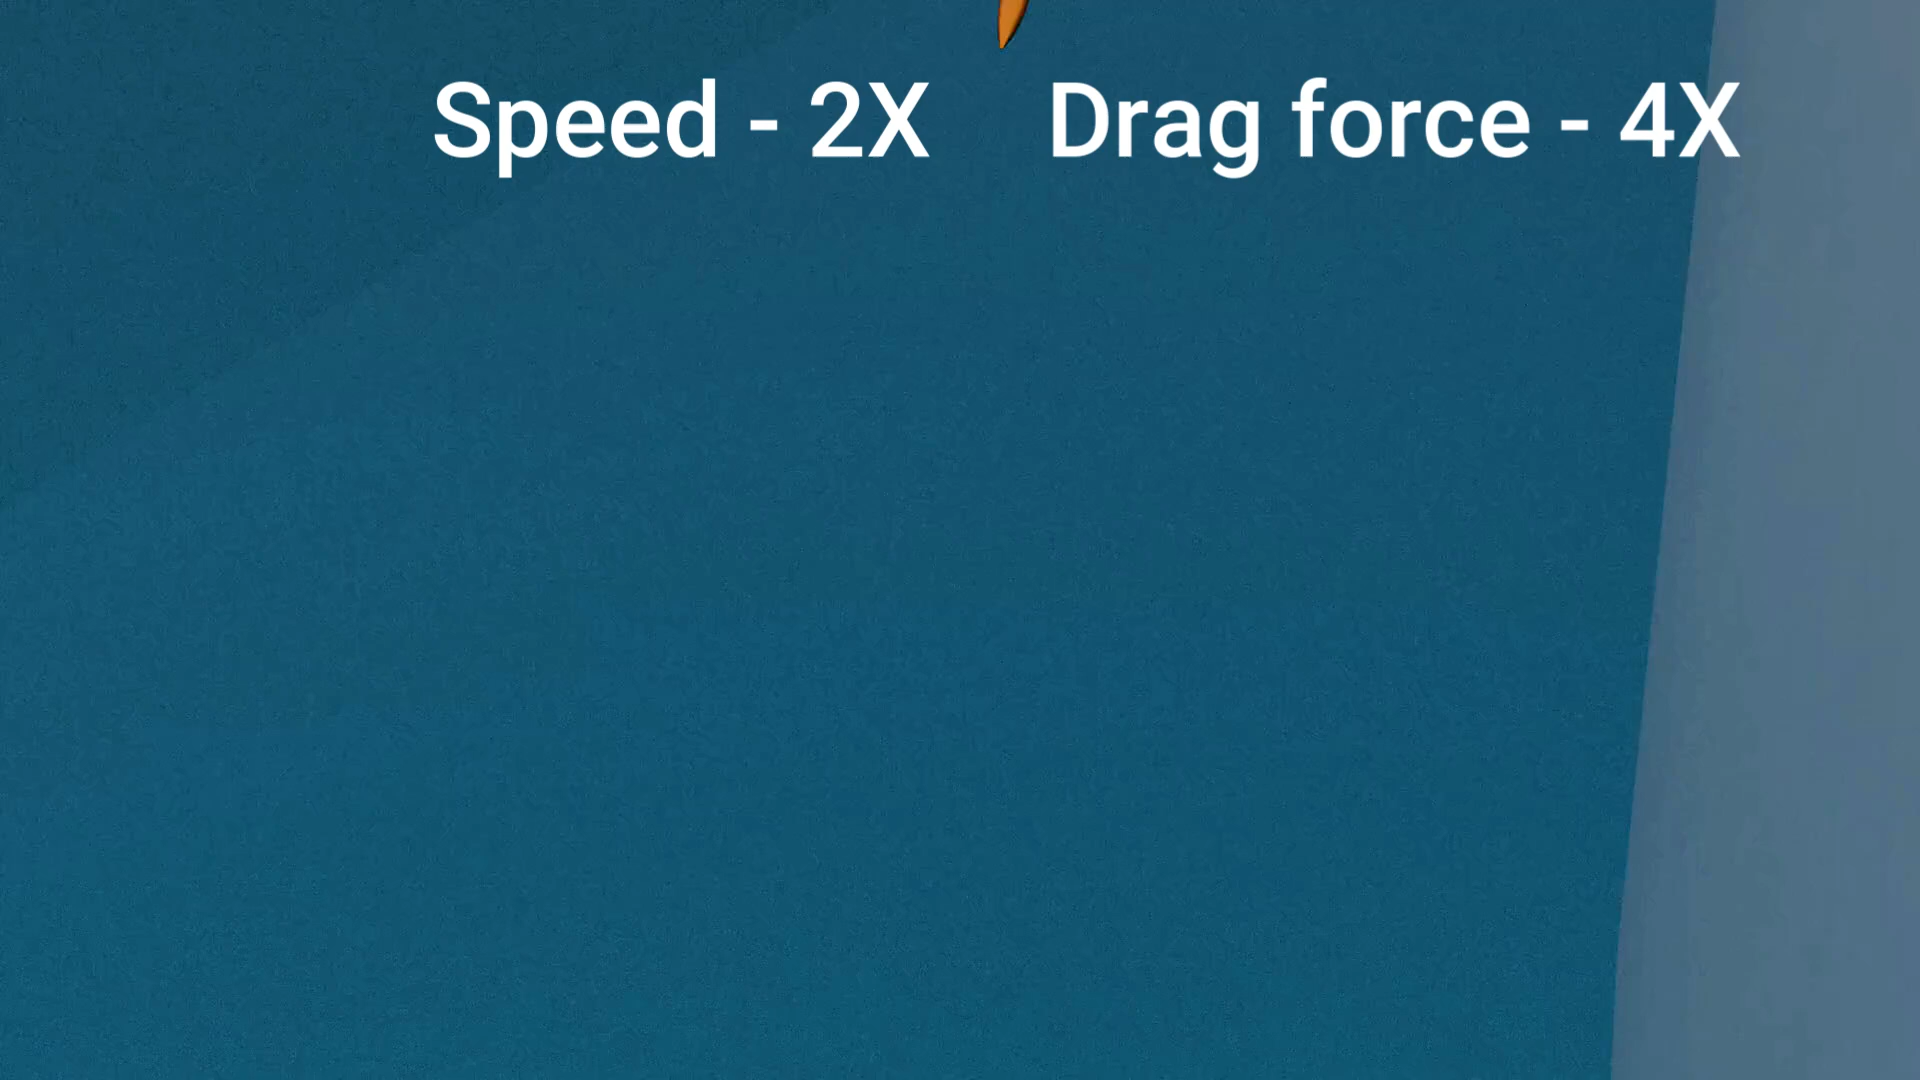 Speed - 2X Drag force - 4X